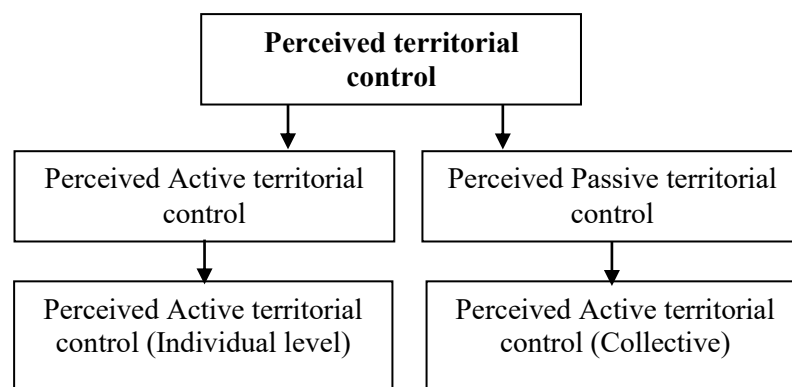 Perceived territorial
control
Perceived Active territorial
control
Perceived Passive territorial
control
Perceived Active territorial
control (Individual level)
Perceived Active territorial
control (Collective)